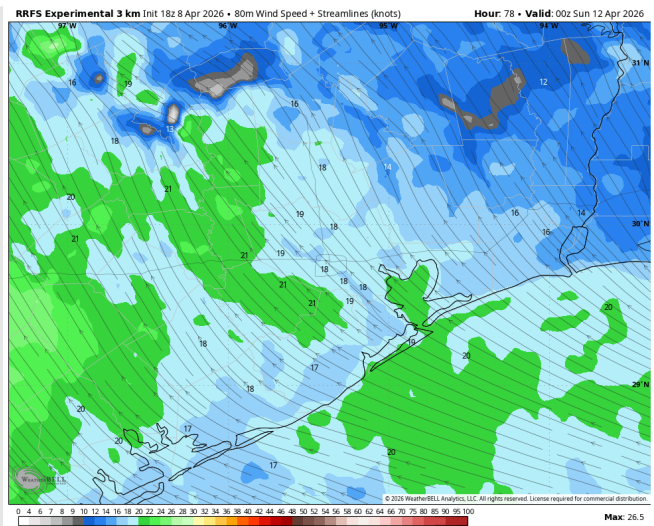 RRFS Experimental 3 km Init 18z 8 Apr 2026 • 80m Wind Speed + Streamlines (knots) Hour: 78 • Valid: 00z Sun 12 Apr 2026
97°W 96°W 95°W 94°W
31°N
16 19 12
16
13
18
18 14
20 21
19 16 14
18 16 30°N
21
21 19
18
18 18
21 21 19
20
19
18 20
17
18 29°N
20
20 17
20
17
WeatherBELL
© 2026 WeatherBELL Analytics, LLC. All rights reserved. License required for commercial distribution.
0 4 6 7 8 9 10 12 14 16 18 20 22 24 26 28 30 32 34 36 38 40 42 44 46 48 50 52 54 56 58 60 65 70 75 80 85 90 95 100
Max: 26.5